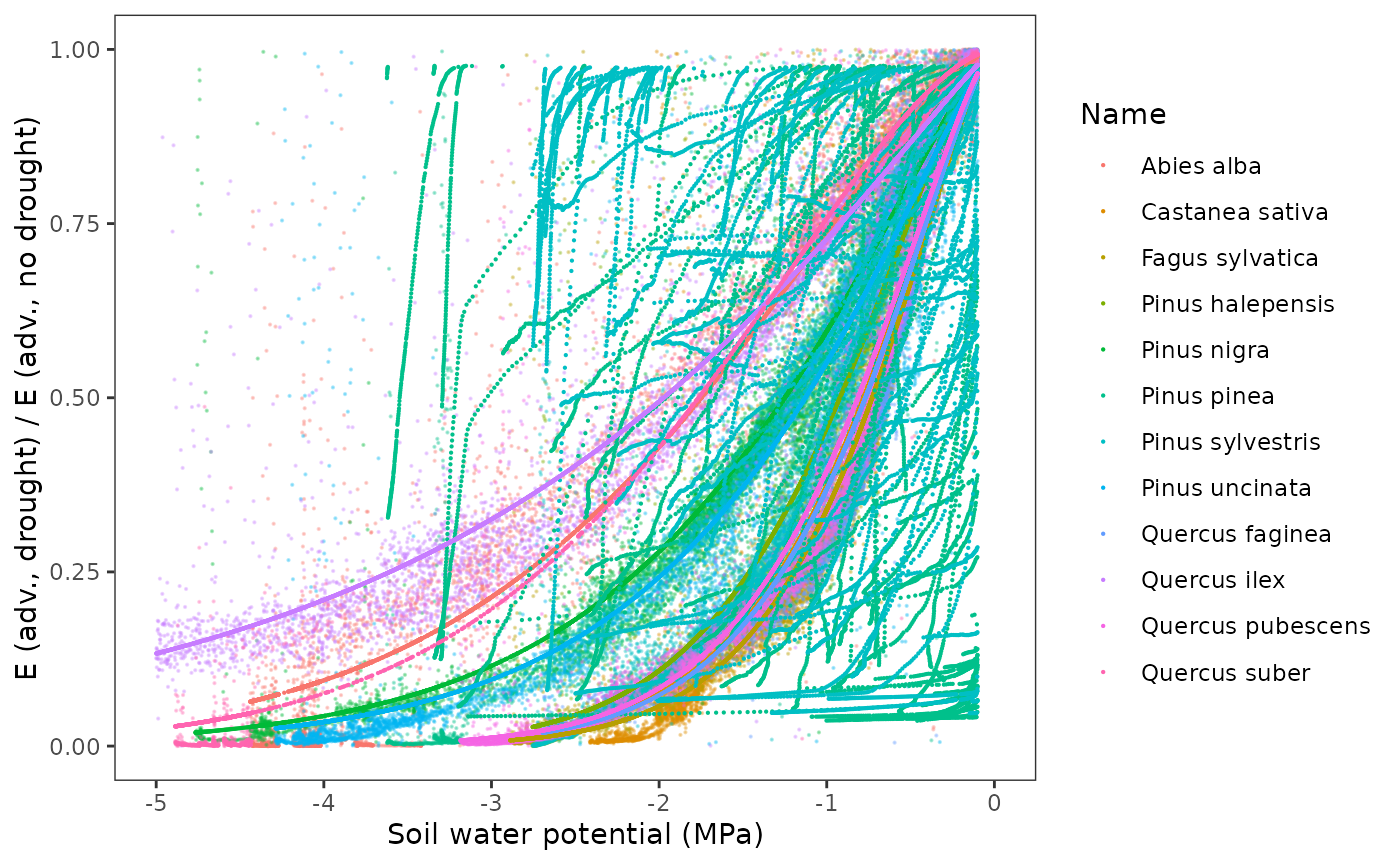 E (adv., drought) / E (adv., no drought)
1.00
0.75
0.50
0.25
0.00
-5
-4
-3
-2
-1
0
Soil water potential (MPa)
Name
Abies alba
Castanea sativa
Fagus sylvatica
Pinus halepensis
Pinus nigra
Pinus pinea
Pinus sylvestris
Pinus uncinata
Quercus faginea
Quercus ilex
Quercus pubescens
Quercus suber